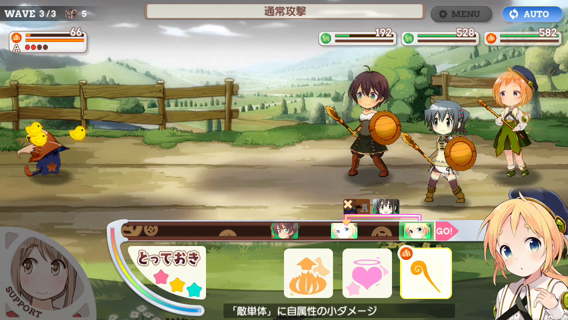 WAVE 3/3
5
通常攻撃
MENU
AUTO
66
A
192
528
582
GO!
とっておき
SUPPORT
「敵単体」に自属性の小ダメージ